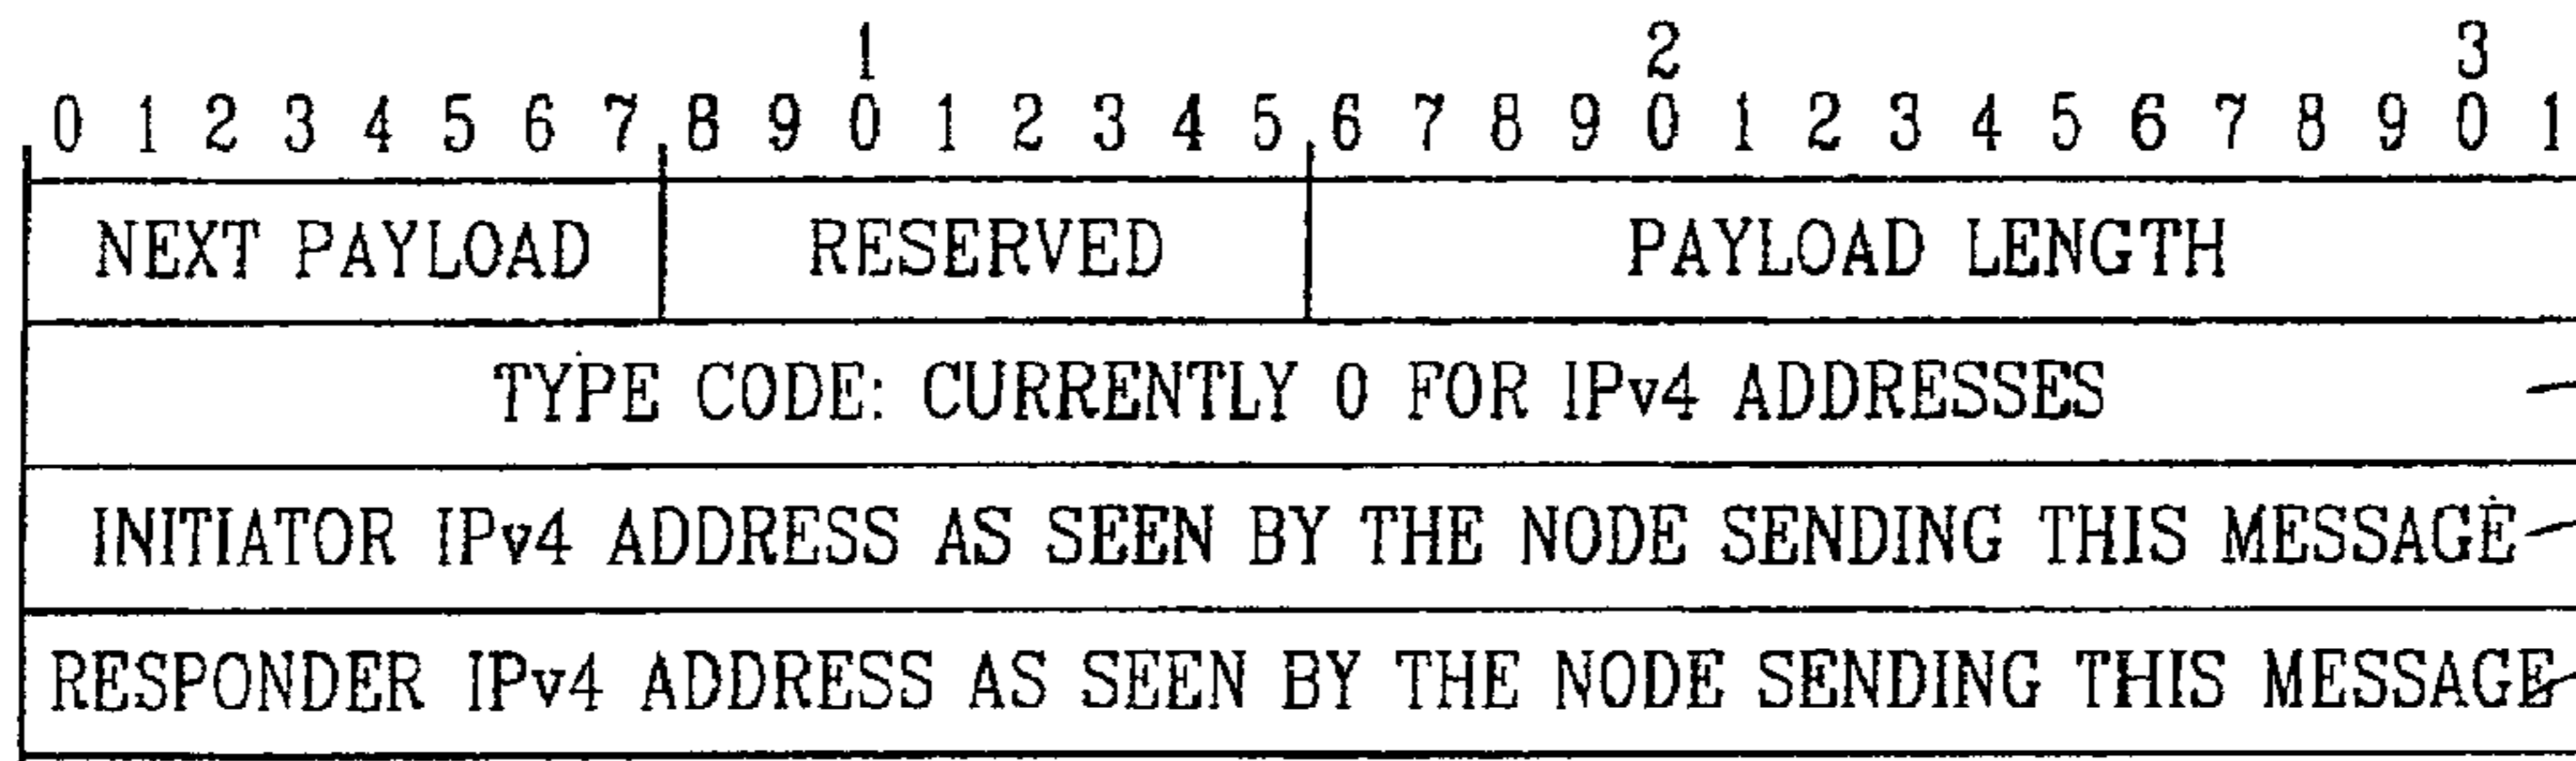 1 2 3
0 1 2 3 4 5 6 7 8 9 0 1 2 3 4 5 6 7 8 9 0 1 2 3 4 5 6 7 8 9 0 1
NEXT PAYLOAD RESERVED PAYLOAD LENGTH
TYPE CODE: CURRENTLY 0 FOR IPv4 ADDRESSES
INITIATOR IPv4 ADDRESS AS SEEN BY THE NODE SENDING THIS MESSAGE
RESPONDER IPv4 ADDRESS AS SEEN BY THE NODE SENDING THIS MESSAGE